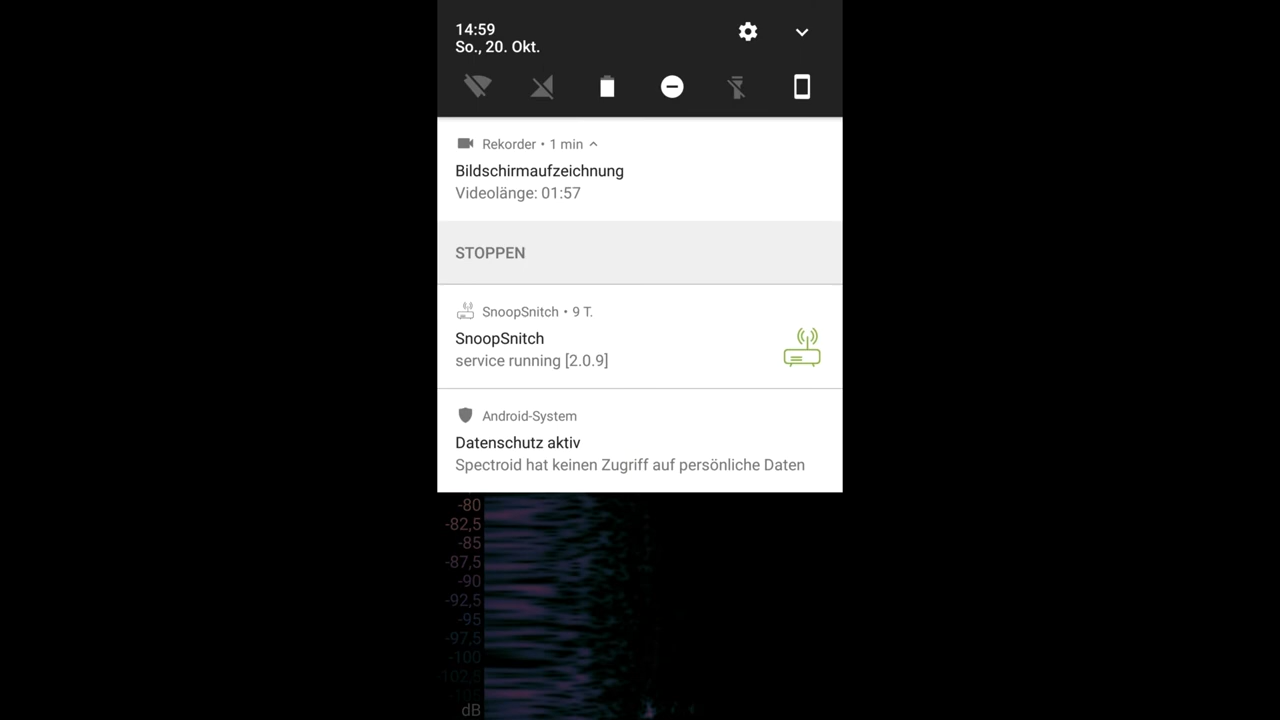 14:59
So., 20. Okt.
Rekorder • 1 min
Bildschirmaufzeichnung
Videolänge: 01:57
STOPPEN
SnoopSnitch • 9 T.
SnoopSnitch
service running [2.0.9]
Android-System
Datenschutz aktiv
Spectroid hat keinen Zugriff auf persönliche Daten
-80
-82,5
-85
-87,5
-90
-92,5
-95
-97,5
-100
-102,5
dB